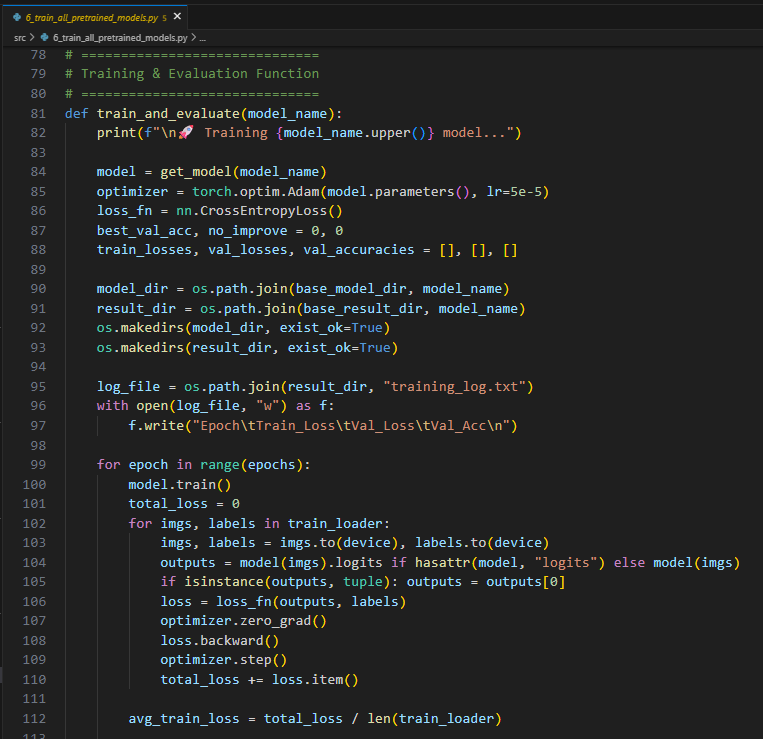 6_train_all_pretrained_models.py 5 ×
src > 6_train_all_pretrained_models.py > ...
78 # ==============================
79 # Training & Evaluation Function
80 # ==============================
81 def train_and_evaluate(model_name):
82     print(f"\n🚀 Training {model_name.upper()} model...")
83
84     model = get_model(model_name)
85     optimizer = torch.optim.Adam(model.parameters(), lr=5e-5)
86     loss_fn = nn.CrossEntropyLoss()
87     best_val_acc, no_improve = 0, 0
88     train_losses, val_losses, val_accuracies = [], [], []
89
90     model_dir = os.path.join(base_model_dir, model_name)
91     result_dir = os.path.join(base_result_dir, model_name)
92     os.makedirs(model_dir, exist_ok=True)
93     os.makedirs(result_dir, exist_ok=True)
94
95     log_file = os.path.join(result_dir, "training_log.txt")
96     with open(log_file, "w") as f:
97         f.write("Epoch\tTrain_Loss\tVal_Loss\tVal_Acc\n")
98
99     for epoch in range(epochs):
100         model.train()
101         total_loss = 0
102         for imgs, labels in train_loader:
103             imgs, labels = imgs.to(device), labels.to(device)
104             outputs = model(imgs).logits if hasattr(model, "logits") else model(imgs)
105             if isinstance(outputs, tuple): outputs = outputs[0]
106             loss = loss_fn(outputs, labels)
107             optimizer.zero_grad()
108             loss.backward()
109             optimizer.step()
110             total_loss += loss.item()
111
112         avg_train_loss = total_loss / len(train_loader)
113